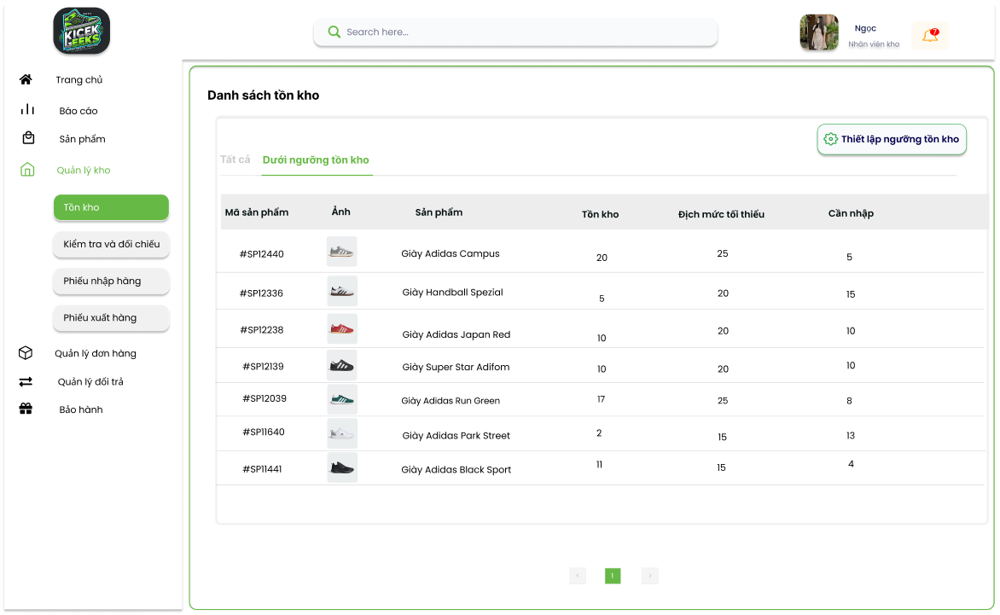 KICEK
GEEKS
Search here...
Ngọc
Nhân viên kho
7
Trang chủ
Báo cáo
Sản phẩm
Quản lý kho
Tồn kho
Kiểm tra và đối chiếu
Phiếu nhập hàng
Phiếu xuất hàng
Quản lý đơn hàng
Quản lý đổi trả
Bảo hành
Danh sách tồn kho
Thiết lập ngưỡng tồn kho
Tất cả Dưới ngưỡng tồn kho
Mã sản phẩm Ảnh Sản phẩm Tồn kho Địch mức tối thiểu Cần nhập
#SP12440 Giày Adidas Campus 20 25 5
#SP12336 Giày Handball Spezial 5 20 15
#SP12238 Giày Adidas Japan Red 10 20 10
#SP12139 Giày Super Star Adifom 10 20 10
#SP12039 Giày Adidas Run Green 17 25 8
#SP11640 Giày Adidas Park Street 2 15 13
#SP11441 Giày Adidas Black Sport 11 15 4
< 1 >